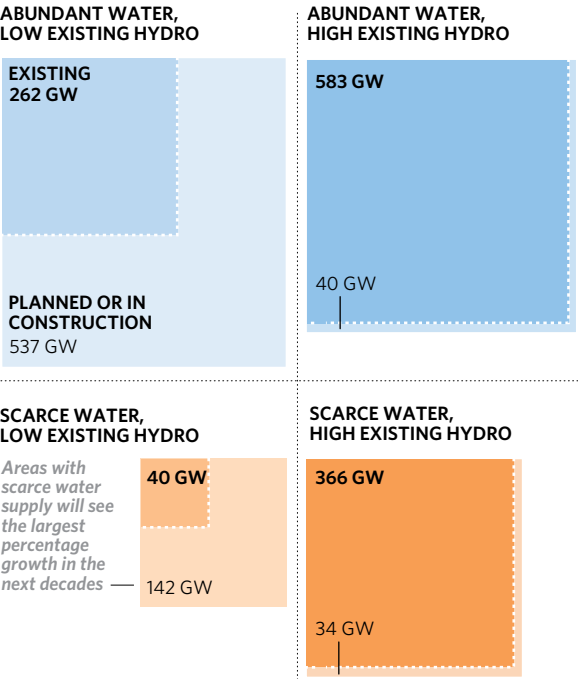 ABUNDANT WATER,
LOW EXISTING HYDRO
EXISTING
262 GW
PLANNED OR IN
CONSTRUCTION
537 GW
ABUNDANT WATER,
HIGH EXISTING HYDRO
583 GW
40 GW
SCARCE WATER,
LOW EXISTING HYDRO
Areas with
scarce water
supply will see
the largest
percentage
growth in the
next decades
40 GW
142 GW
SCARCE WATER,
HIGH EXISTING HYDRO
366 GW
34 GW